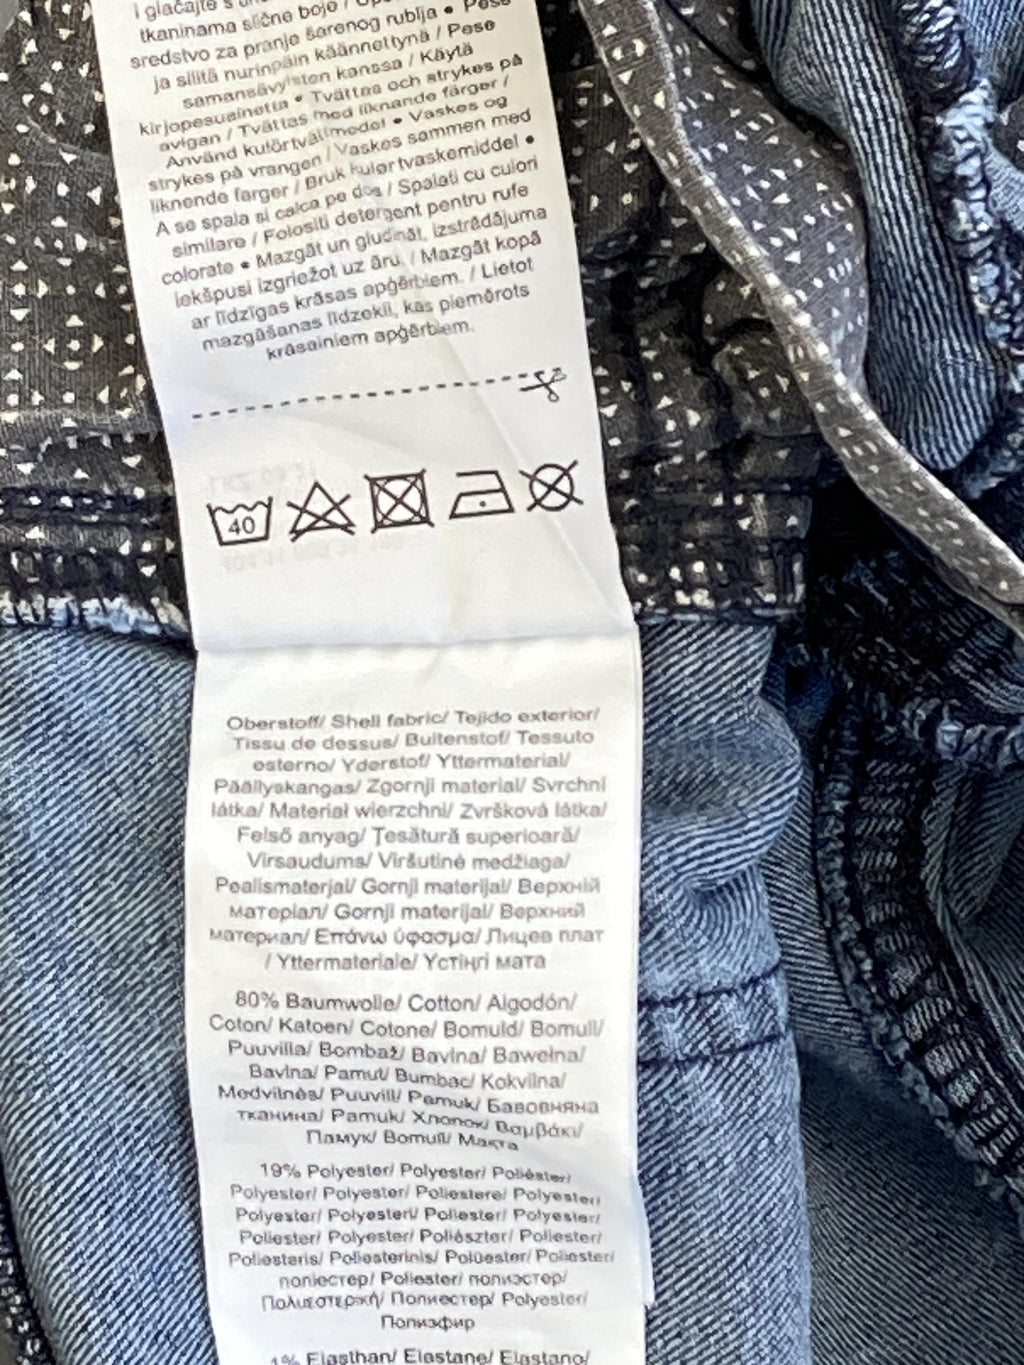 i glačajte s
tkaninama slične boje /
sredstvo za pranje šarenog rublja • Pese
ja silitä nurinpäin käännettynä / Pese
samansävyisten kanssa / Käytä
kirjopesuainetta • Tvättas och strykes på
avigan / Tvättas med liknande färger /
Använd kulörtvättmedel • Vaskes og
strykes på vrangen / Vaskes sammen med
liknende farger / Bruk kulørtvaskemiddel •
A se spala si calca pe dos / Spalati cu culori
similare / Folositi detergent pentru rufe
colorate • Mazgāt un gludināt, izstrādājuma
iekšpusi izgriežot uz āru. / Mazgāt kopā
ar līdzīgas krāsas apģērbiem. / Lietot
mazgāšanas līdzekli, kas piemērots
krāsainiem apģērbiem.
40
Oberstoff/ Shell fabric/ Tejido exterior/
Tissu de dessus/ Buitenstof/ Tessuto
esterno/ Yderstof/ Yttermaterial/
Päällyskangas/ Zgornji material/ Svrchní
látka/ Materiał wierzchni/ Zvršková látka/
Felső anyag/ Ţesătură superioară/
Virsaudums/ Viršutinė medžiaga/
Pealismaterjal/ Gornji materijal/ Верхній
матеріал/ Gornji materijal/ Верхний
материал/ Επάνω ύφασμα/ Лицев плат
/ Yttermateriale/ Үстіңгі мата
80% Baumwolle/ Cotton/ Algodón/
Coton/ Katoen/ Cotone/ Bomuld/ Bomull/
Puuvilla/ Bombaž/ Bavlna/ Bawełna/
Bavlna/ Pamut/ Bumbac/ Kokvilna/
Medvilnės/ Puuvill/ Pamuk/ Бавовняна
тканина/ Pamuk/ Хлопок/ Βαμβάκι/
Памук/ Bomull/ Мақта
19% Polyester/ Polyester/ Poliéster/
Polyester/ Polyester/ Poliestere/ Polyester/
Polyester/ Polyesteri/ Poliester/ Polyester/
Poliester/ Polyester/ Poliészter/ Poliester/
Poliesteris/ Poliesterinis/ Polüester/ Poliester/
поліестер/ Poliester/ полиэстер/
Πολυεστερική/ Полиестер/ Polyester/
Полиэфир
1% Elasthan/ Elastane/ Elastano/